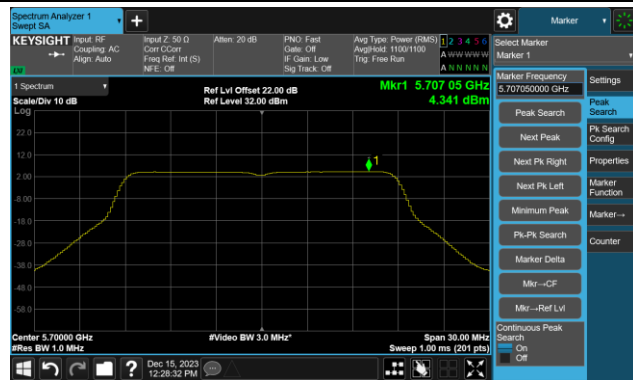 Spectrum Analyzer 1
Swept SA
Marker
KEYSIGHT
Input: RF
Coupling: AC
Align: Auto
Input Z: 50 Ω
Corr CCorr
Freq Ref: Int (S)
NFE: Off
Atten: 20 dB
PNO: Fast
Gate: Off
IF Gain: Low
Sig Track: Off
Avg Type: Power (RMS)
Avg|Hold: 1100/1100
Trig: Free Run
1 2 3 4 5 6
A W W W W W
A N N N N N
LXI
Select Marker
Marker 1
1 Spectrum
Scale/Div 10 dB
Log
Ref Lvl Offset 22.00 dB
Ref Level 32.00 dBm
Mkr1 5.707 05 GHz
4.341 dBm
22.0
12.0
2.00
-8.00
-18.0
-28.0
-38.0
-48.0
-58.0
1
Center 5.70000 GHz
#Res BW 1.0 MHz
#Video BW 3.0 MHz*
Span 30.00 MHz
Sweep 1.00 ms (201 pts)
Marker Frequency
5.707050000 GHz
Peak Search
Next Peak
Next Pk Right
Next Pk Left
Minimum Peak
Pk-Pk Search
Marker Delta
Mkr→CF
Mkr→Ref Lvl
Continuous Peak
Search
On
Off
Settings
Peak
Search
Pk Search
Config
Properties
Marker
Function
Marker→
Counter
?
Dec 15, 2023
12:28:32 PM